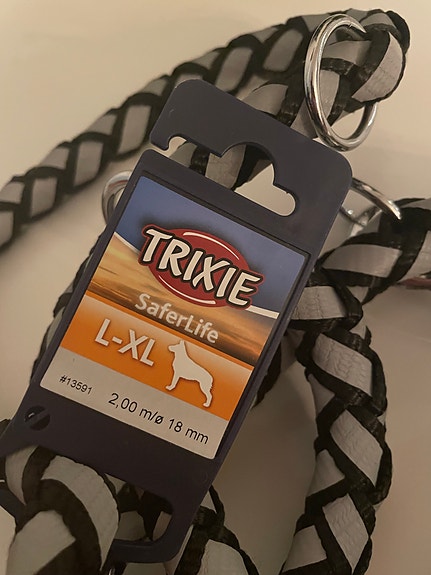 TRIXIE
SaferLife
L-XL
#13591
2,00 m/ø 18 mm